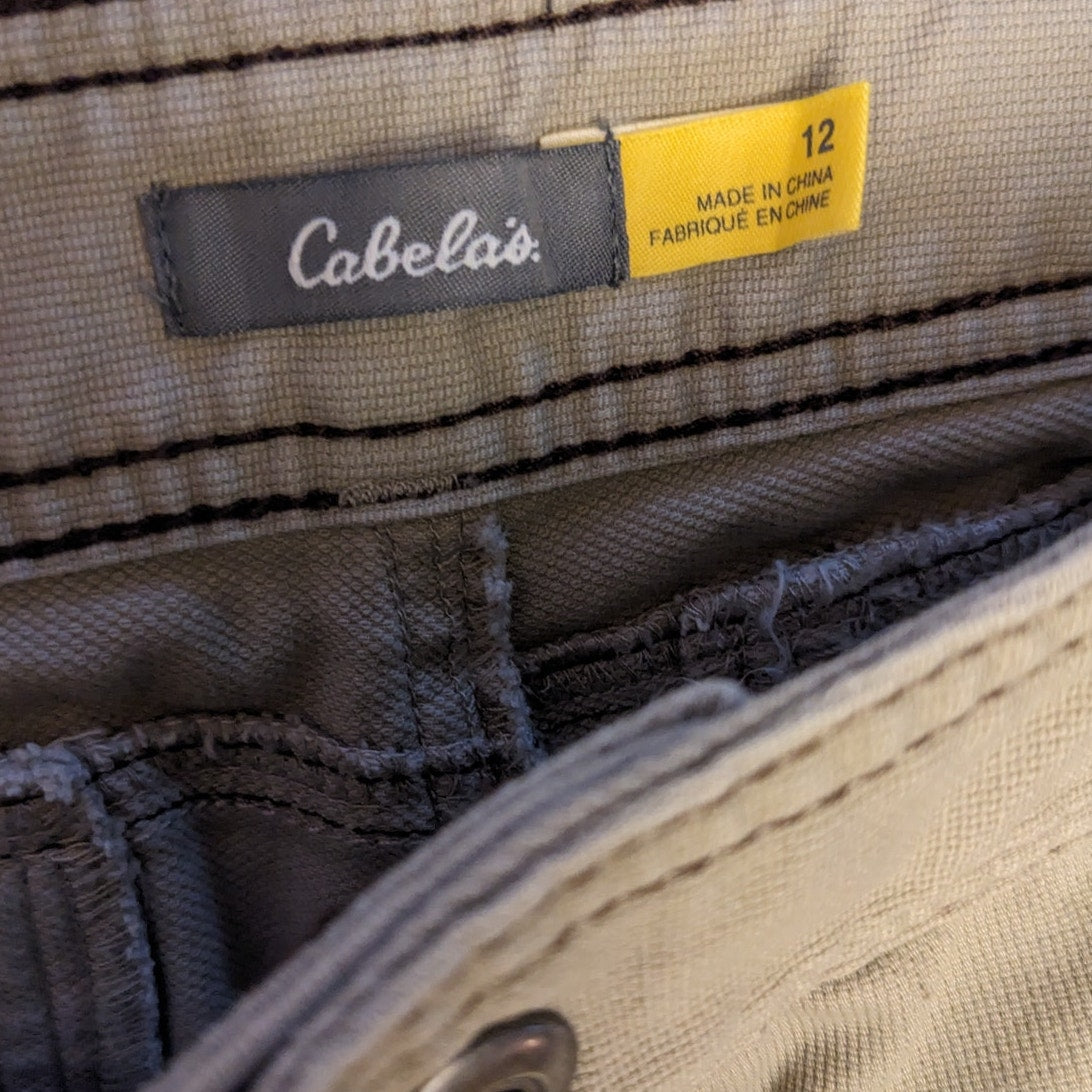 Cabela's.
12
MADE IN CHINA
FABRIQUÉ EN CHINE